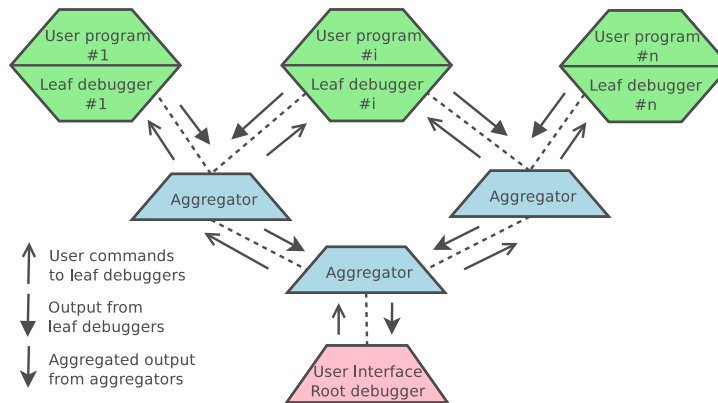 User program
#1
Leaf debugger
#1
User program
#i
Leaf debugger
#i
User program
#n
Leaf debugger
#n
Aggregator
Aggregator
Aggregator
User commands
to leaf debuggers
Output from
leaf debuggers
Aggregated output
from aggregators
User Interface
Root debugger